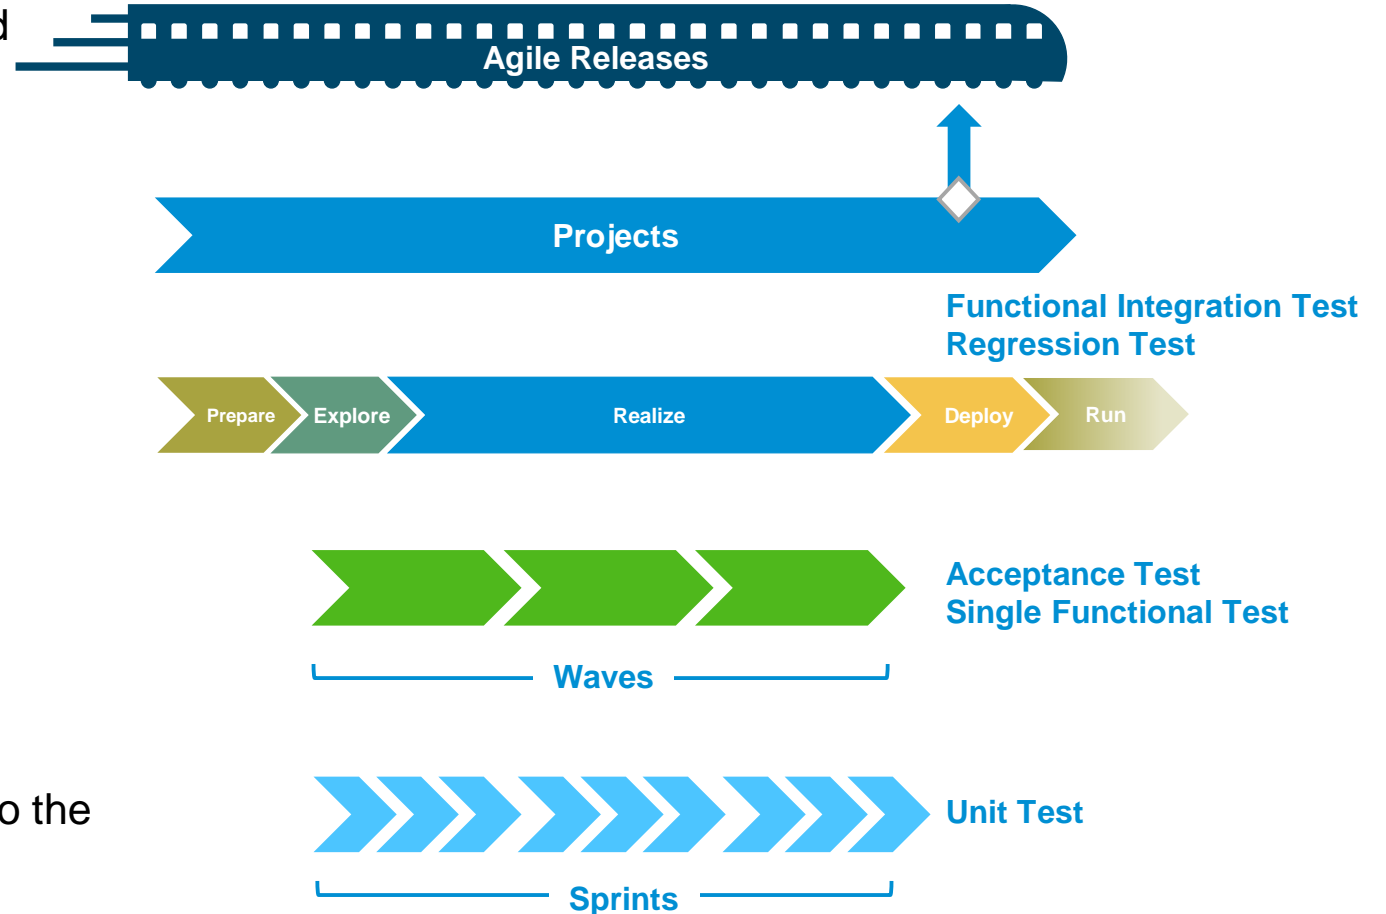 d
Agile Releases
Projects
Functional Integration Test
Regression Test
Prepare
Explore
Realize
Deploy
Run
Acceptance Test
Single Functional Test
Waves
o the
Unit Test
Sprints